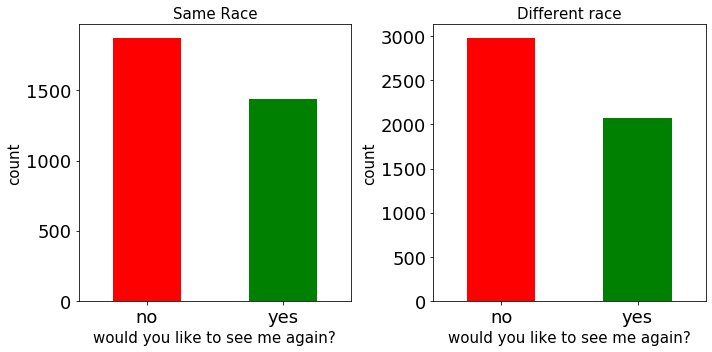 Same Race
count
1500
1000
500
0
no yes
would you like to see me again?
Different race
count
3000
2500
2000
1500
1000
500
0
no yes
would you like to see me again?